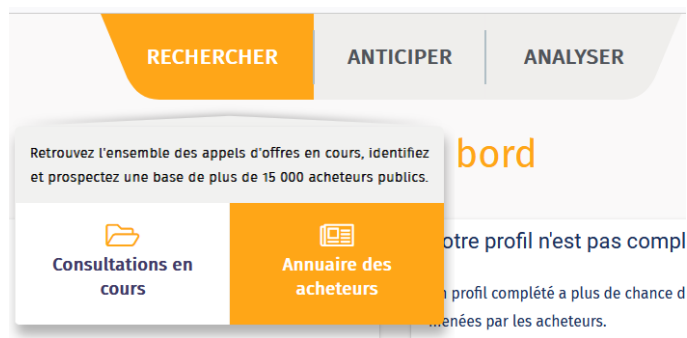 RECHERCHER
ANTICIPER
ANALYSER
Retrouvez l'ensemble des appels d'offres en cours, identifiez
et prospectez une base de plus de 15 000 acheteurs publics.
bord
Consultations en
cours
Annuaire des
acheteurs
otre profil n'est pas compl
profil complété a plus de chance d
menées par les acheteurs.